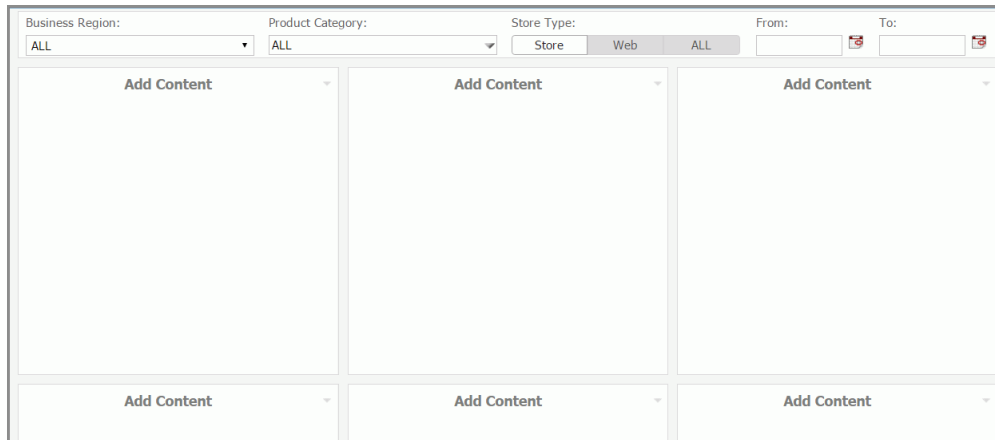 Business Region: Product Category: Store Type: From: To:
ALL ALL Store Web ALL
Add Content Add Content Add Content
Add Content Add Content Add Content